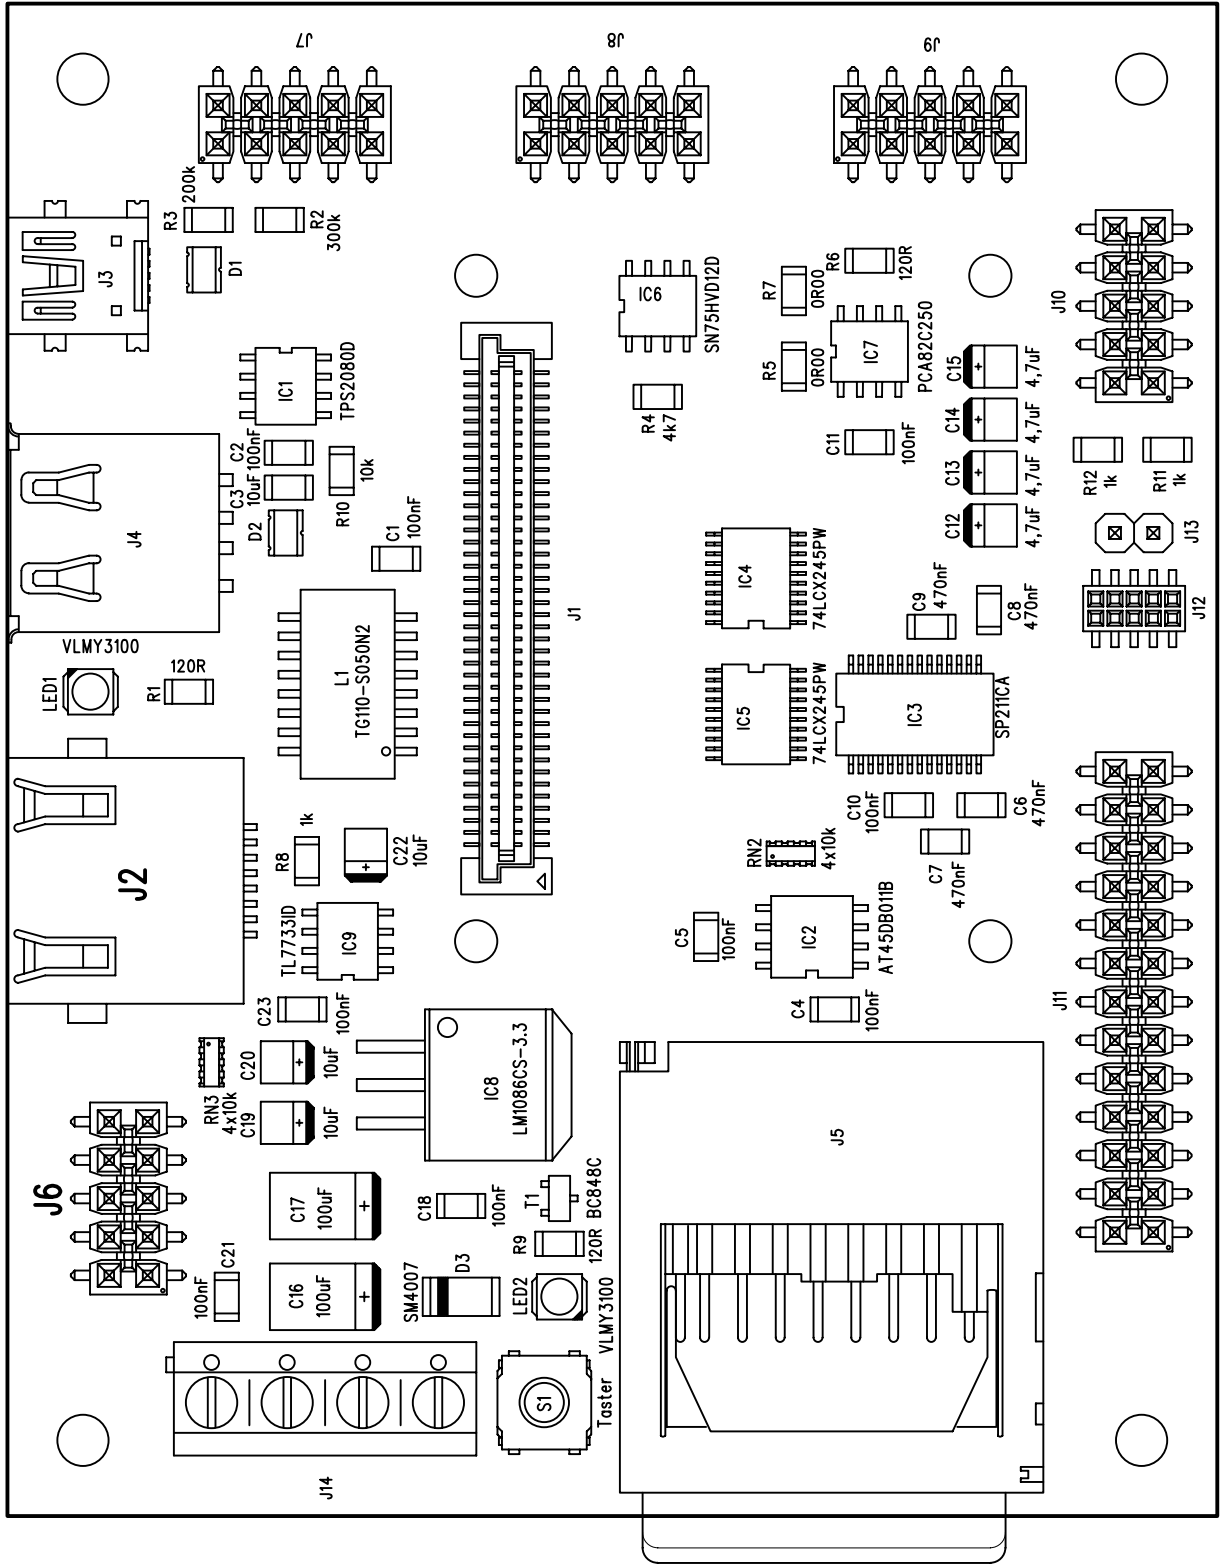 J7
J8
J9
R3
200k
R2
300k
D1
J3
IC6
SN75HVD12D
R7
0R00
R6
120R
J10
IC1
TPS2080D
R5
0R00
IC7
PCA82C250
C15
4,7uF
R4
4k7
C14
4,7uF
C2
100nF
C11
100nF
C3
10uF
R10
10k
C13
4,7uF
R12
1k
R11
1k
D2
C1
100nF
C12
4,7uF
J13
J4
IC4
74LCX245PW
J1
C9
470nF
C8
470nF
J12
VLMY3100
LED1
R1
120R
L1
TG110-S050N2
IC5
74LCX245PW
IC3
SP211CA
C10
100nF
C6
470nF
R8
1k
C22
10uF
RN2
4x10k
C7
470nF
J2
TL7733ID
IC9
C5
100nF
IC2
AT45DB011B
C23
100nF
C4
100nF
J11
RN3
4x10k
C20
10uF
IC8
LM1086CS-3.3
C19
10uF
J5
J6
C17
100uF
C18
100nF
T1
BC848C
C21
100nF
R9
120R
C16
100uF
SM4007
D3
LED2
VLMY3100
S1
Taster
J14